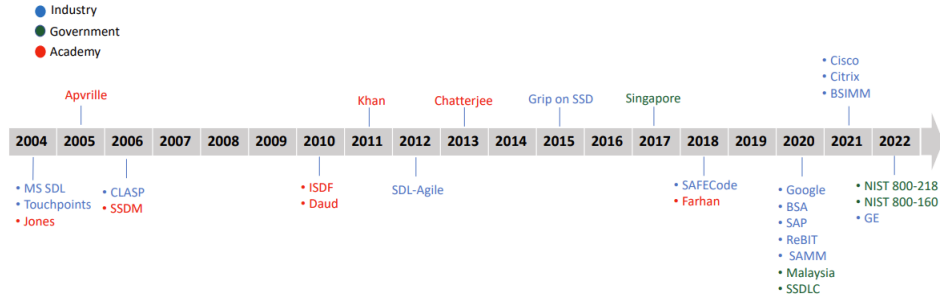 Industry
Government
Academy
• Cisco
• Citrix
• BSIMM
Apvrille
Khan
Chatterjee
Grip on SSD
Singapore
2004 2005 2006 2007 2008 2009 2010 2011 2012 2013 2014 2015 2016 2017 2018 2019 2020 2021 2022
• MS SDL
• Touchpoints
• Jones
• CLASP
• SSDM
• ISDF
• Daud
SDL-Agile
• SAFECode
• Farhan
• Google
• BSA
• SAP
• ReBIT
• SAMM
• Malaysia
• SSDLC
• NIST 800-218
• NIST 800-160
• GE